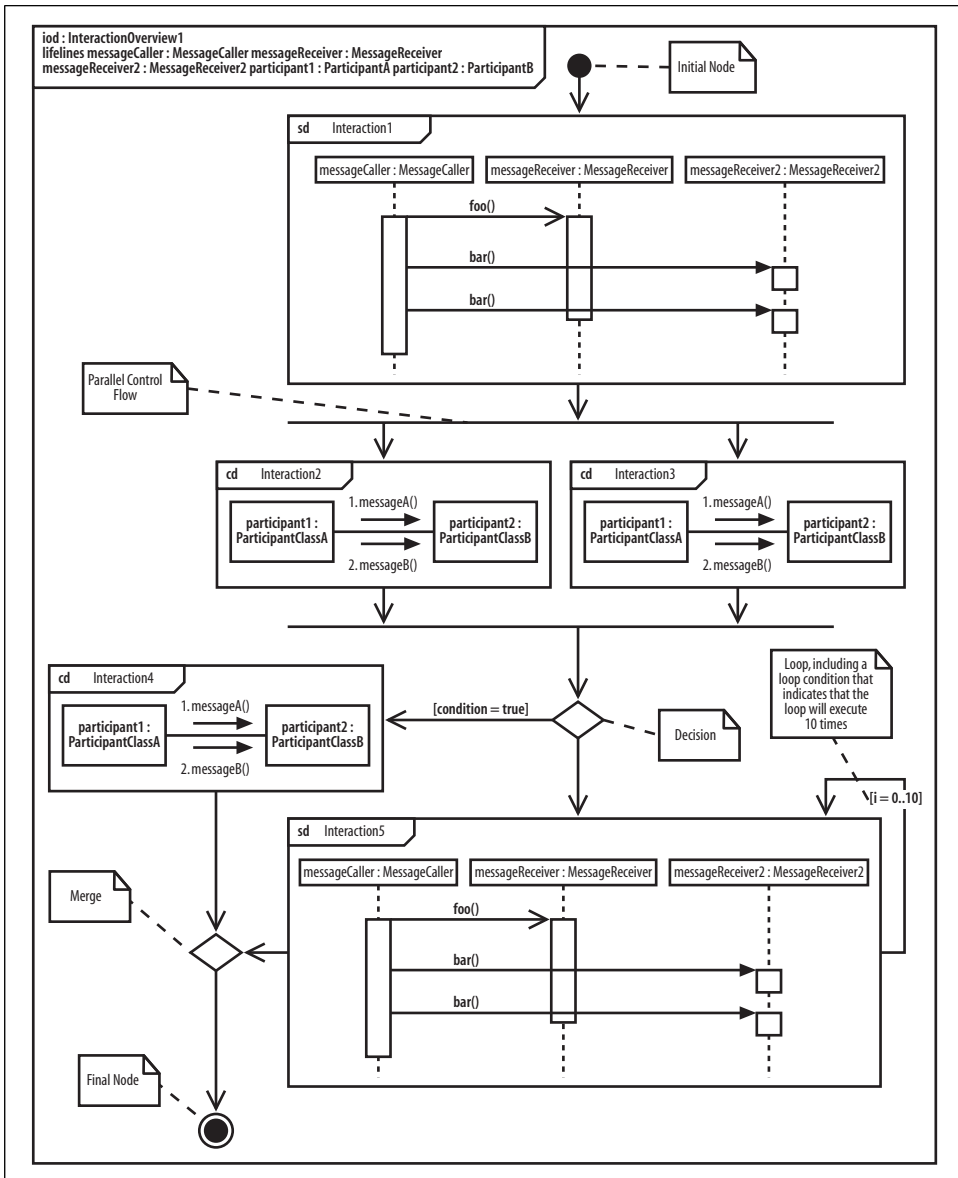 iod : InteractionOverview1
lifelines messageCaller : MessageCaller messageReceiver : MessageReceiver
messageReceiver2 : MessageReceiver2 participant1 : ParticipantA participant2 : ParticipantB
Initial Node
sd Interaction1
messageCaller : MessageCaller
messageReceiver : MessageReceiver
messageReceiver2 : MessageReceiver2
foo()
bar()
bar()
Parallel Control
Flow
cd Interaction2
1. messageA()
participant1 :
ParticipantClassA
participant2 :
ParticipantClassB
2. messageB()
cd Interaction3
1. messageA()
participant1 :
ParticipantClassA
participant2 :
ParticipantClassB
2. messageB()
cd Interaction4
1. messageA()
participant1 :
ParticipantClassA
participant2 :
ParticipantClassB
2. messageB()
[condition = true]
Decision
Loop, including a
loop condition that
indicates that the
loop will execute
10 times
[i = 0..10]
sd Interaction5
messageCaller : MessageCaller
messageReceiver : MessageReceiver
messageReceiver2 : MessageReceiver2
foo()
bar()
bar()
Merge
Final Node